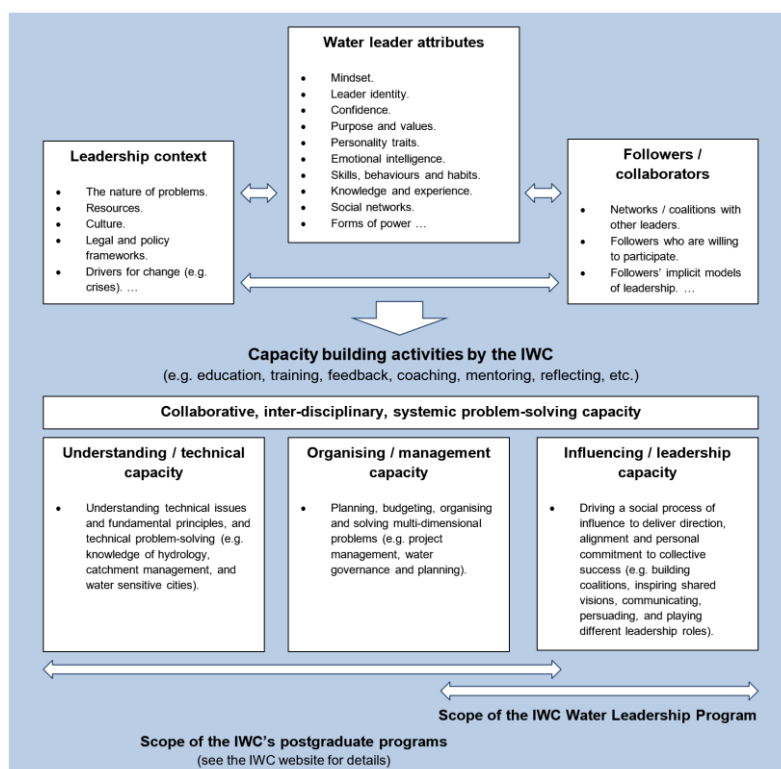 Water leader attributes
• Mindset.
• Leader identity.
• Confidence.
• Purpose and values.
• Personality traits.
• Emotional intelligence.
• Skills, behaviours and habits.
• Knowledge and experience.
• Social networks.
• Forms of power …
Leadership context
• The nature of problems.
• Resources.
• Culture.
• Legal and policy
frameworks.
• Drivers for change (e.g.
crises). …
Followers /
collaborators
• Networks / coalitions with
other leaders.
• Followers who are willing
to participate.
• Followers' implicit models
of leadership. …
Capacity building activities by the IWC
(e.g. education, training, feedback, coaching, mentoring, reflecting, etc.)
Collaborative, inter-disciplinary, systemic problem-solving capacity
Understanding / technical
capacity
• Understanding technical issues
and fundamental principles, and
technical problem-solving (e.g.
knowledge of hydrology,
catchment management, and
water sensitive cities).
Organising / management
capacity
• Planning, budgeting, organising
and solving multi-dimensional
problems (e.g. project
management, water
governance and planning).
Influencing / leadership
capacity
• Driving a social process of
influence to deliver direction,
alignment and personal
commitment to collective
success (e.g. building
coalitions, inspiring shared
visions, communicating,
persuading, and playing
different leadership roles).
Scope of the IWC Water Leadership Program
Scope of the IWC's postgraduate programs
(see the IWC website for details)